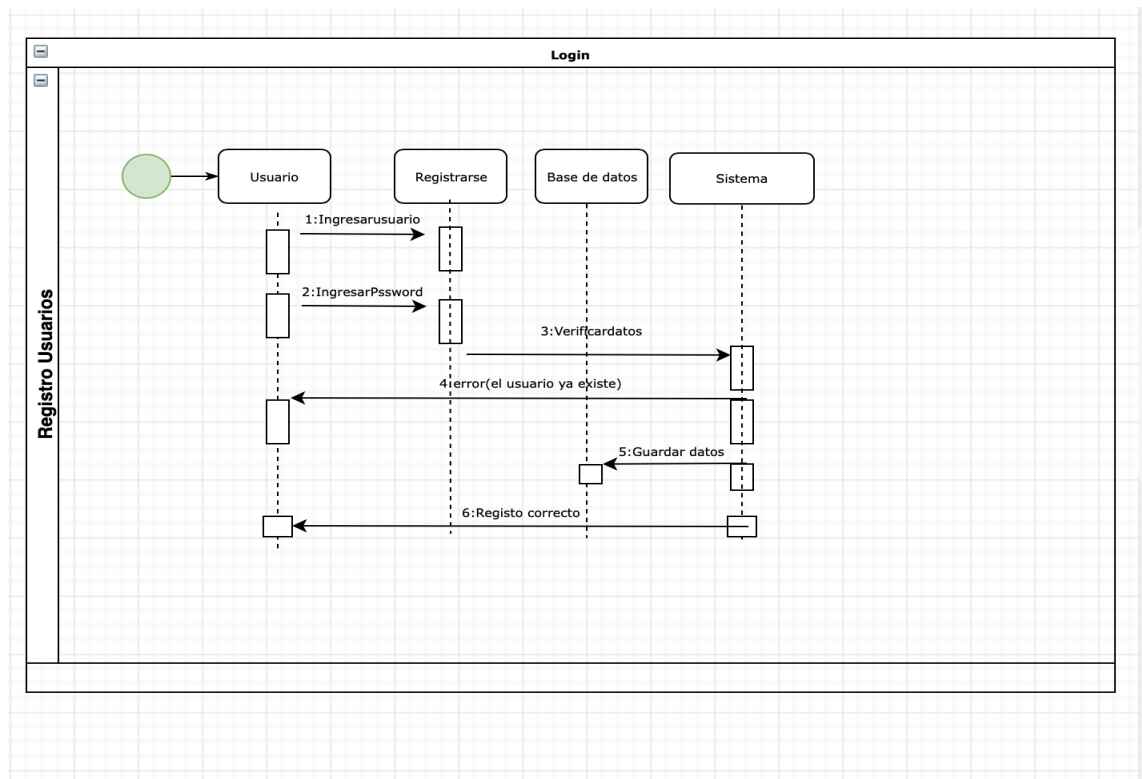 Login
Registro Usuarios
Usuario
Registrarse
Base de datos
Sistema
1:Ingresarusuario
2:IngresarPssword
3:Verificardatos
4:error(el usuario ya existe)
5:Guardar datos
6:Registo correcto